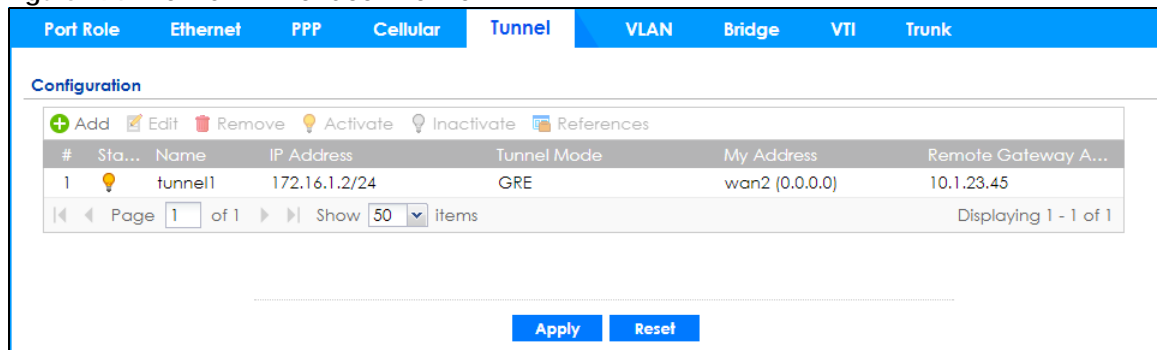 Port Role Ethernet PPP Cellular Tunnel VLAN Bridge VTI Trunk
Configuration
Add Edit Remove Activate Inactivate References
# Sta... Name IP Address Tunnel Mode My Address Remote Gateway A...
1 tunnel1 172.16.1.2/24 GRE wan2 (0.0.0.0) 10.1.23.45
Page 1 of 1 Show 50 items Displaying 1 - 1 of 1
Apply Reset